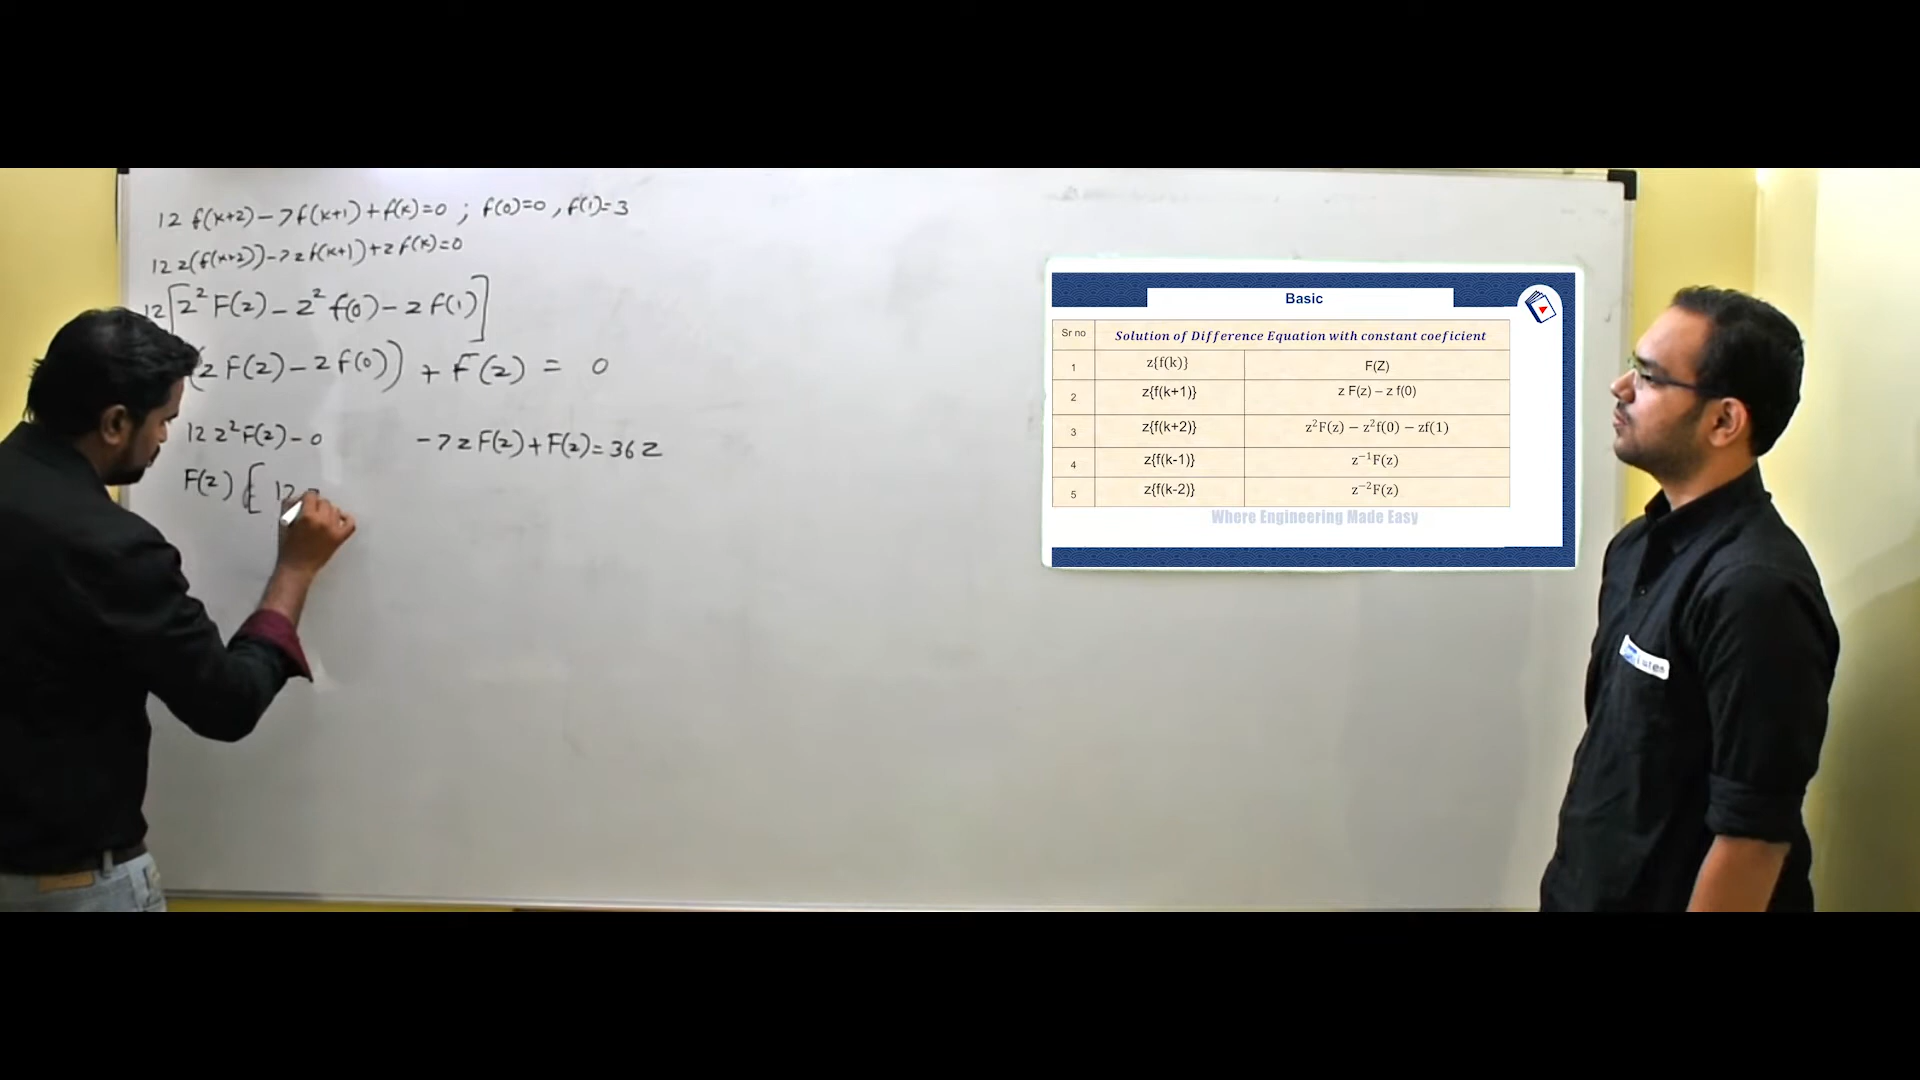 12 f(k+2) – 7f(k+1) + f(k) = 0 ; f(0)=0 , f(1)=3
12 z(f(k+2)) – 7 z f(k+1) + z f(k) = 0
12 [ z² F(z) – z² f(0) – z f(1) ]
(z F(z) – z f(0)) + F(z) = 0
12 z² F(z) – 0 – 7 z F(z) + F(z) = 36 z
F(z) [ 12
Basic
Sr no Solution of Difference Equation with constant coeficient
1 z{f(k)} F(Z)
2 z{f(k+1)} z F(z) – z f(0)
3 z{f(k+2)} z²F(z) − z²f(0) − zf(1)
4 z{f(k-1)} z⁻¹F(z)
5 z{f(k-2)} z⁻²F(z)
Where Engineering Made Easy